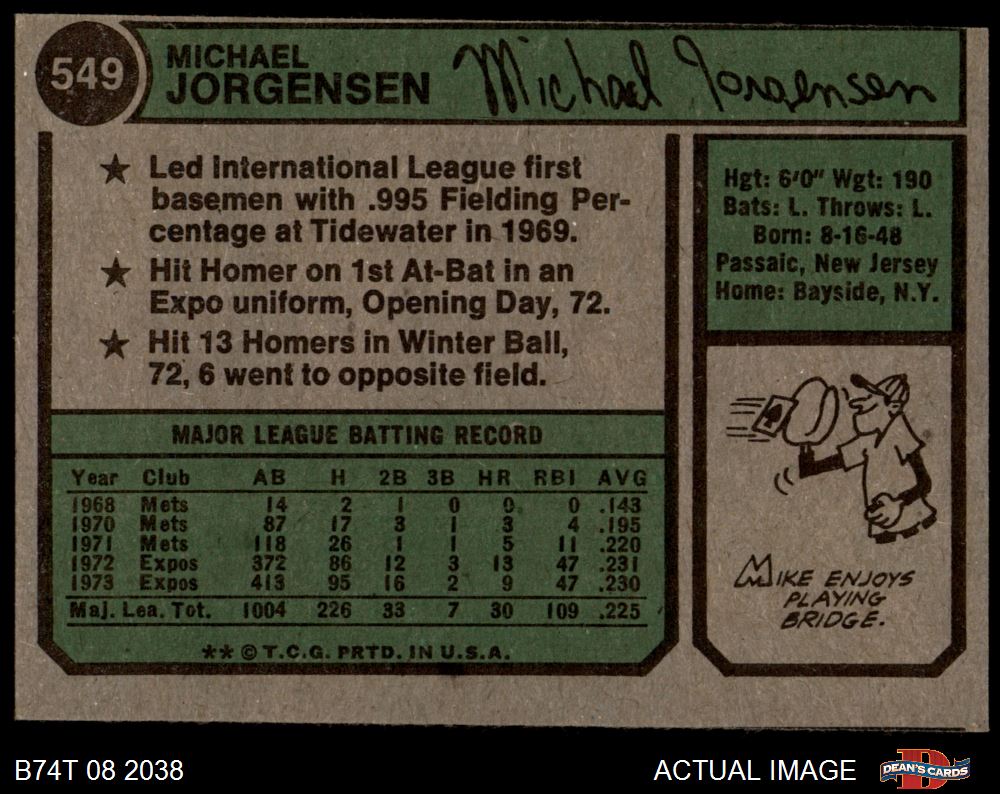 549
MICHAEL
JORGENSEN
Michael Jorgensen
★ Led International League first
basemen with .995 Fielding Per-
centage at Tidewater in 1969.
★ Hit Homer on 1st At-Bat in an
Expo uniform, Opening Day, 72.
★ Hit 13 Homers in Winter Ball,
72, 6 went to opposite field.
Hgt: 6'0" Wgt: 190
Bats: L. Throws: L.
Born: 8-16-48
Passaic, New Jersey
Home: Bayside, N.Y.
MAJOR LEAGUE BATTING RECORD
Year Club AB H 2B 3B HR RBI AVG
1968 Mets 14 2 1 0 0 0 .143
1970 Mets 87 17 3 1 3 4 .195
1971 Mets 118 26 1 1 5 11 .220
1972 Expos 372 86 12 3 13 47 .231
1973 Expos 413 95 16 2 9 47 .230
Maj. Lea. Tot. 1004 226 33 7 30 109 .225
** © T.C.G. PRTD. IN U.S.A.
MIKE ENJOYS
PLAYING
BRIDGE.
B74T 08 2038
ACTUAL IMAGE
D
DEAN'S CARDS